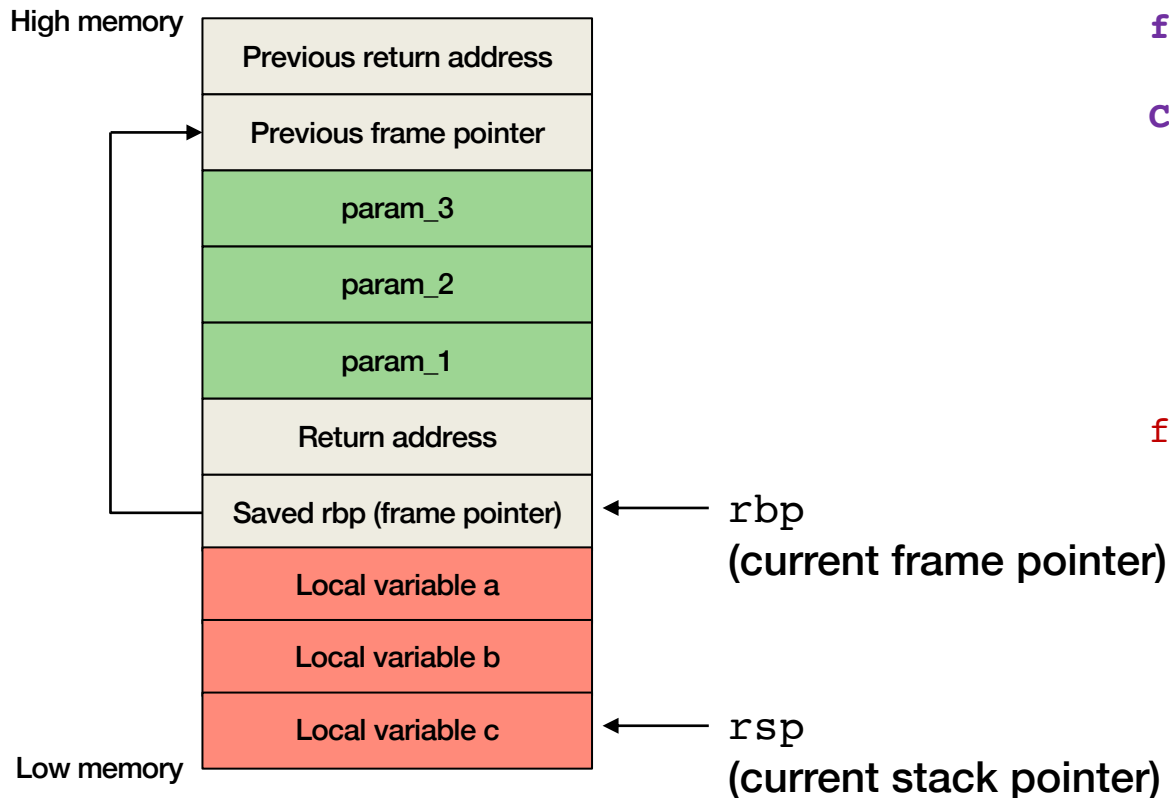 High memory
Previous return address
Previous frame pointer
param_3
param_2
param_1
Return address
Saved rbp (frame pointer)
Local variable a
Local variable b
Local variable c
Low memory
rbp
(current frame pointer)
rsp
(current stack pointer)
f
C
f